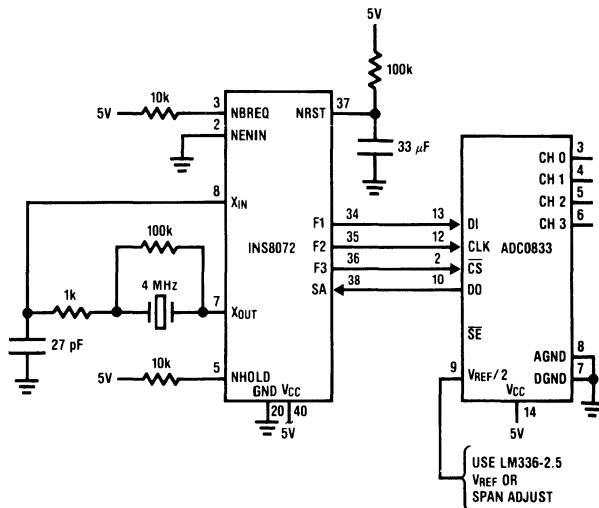 5V
100k
10k
5V
3
NBREQ
NRST
37
2
NENIN
33 μF
8
XIN
INS8072
100k
4 MHz
1k
7
XOUT
27 pF
F1
34
F2
35
F3
36
SA
38
10k
5V
5
NHOLD
GND VCC
20
40
5V
CH 0
3
CH 1
4
CH 2
5
CH 3
6
13
DI
12
CLK
ADC0833
2
CS
10
DO
SE
AGND
8
DGND
7
9
VREF/2
VCC
14
5V
USE LM336-2.5
VREF OR
SPAN ADJUST